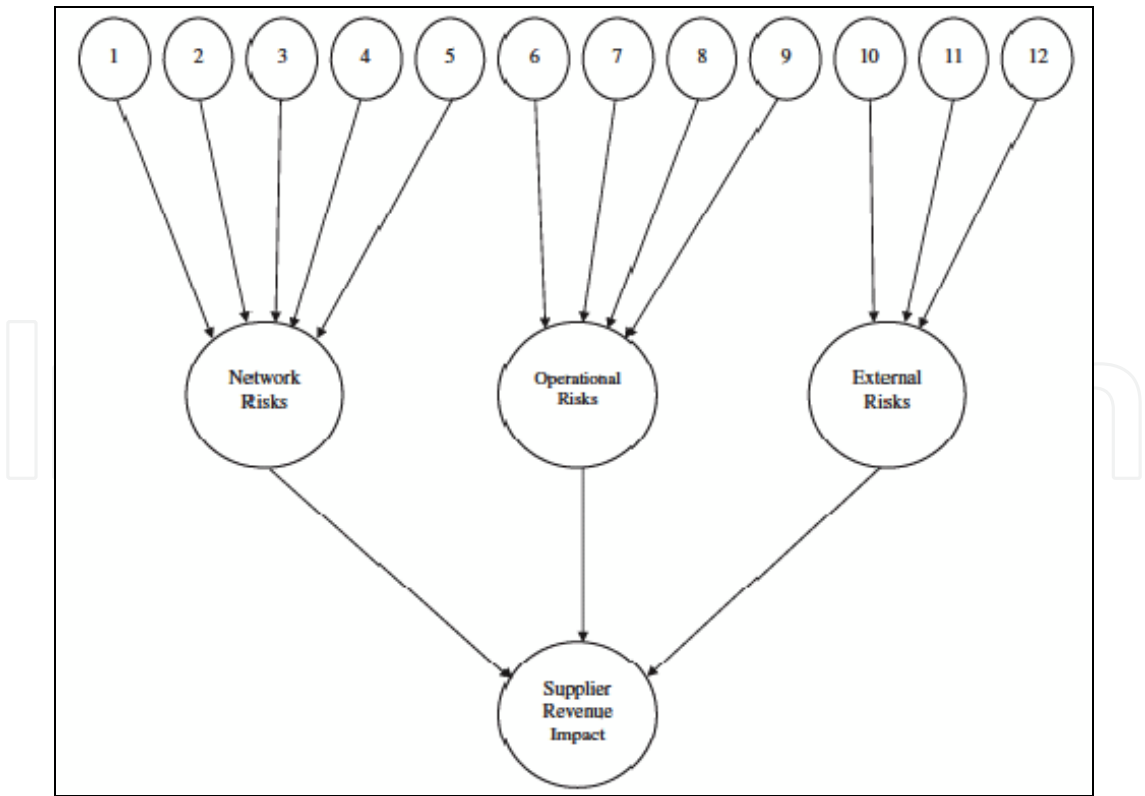 1
2
3
4
5
6
7
8
9
10
11
12
Network
Risks
Operational
Risks
External
Risks
Supplier
Revenue
Impact